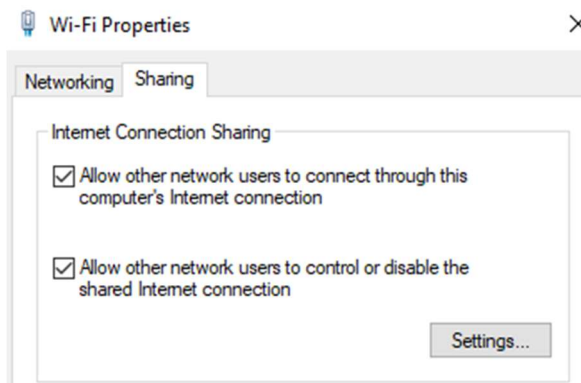 Wi-Fi Properties
Networking
Sharing
Internet Connection Sharing
Allow other network users to connect through this
computer's Internet connection
Allow other network users to control or disable the
shared Internet connection
Settings...